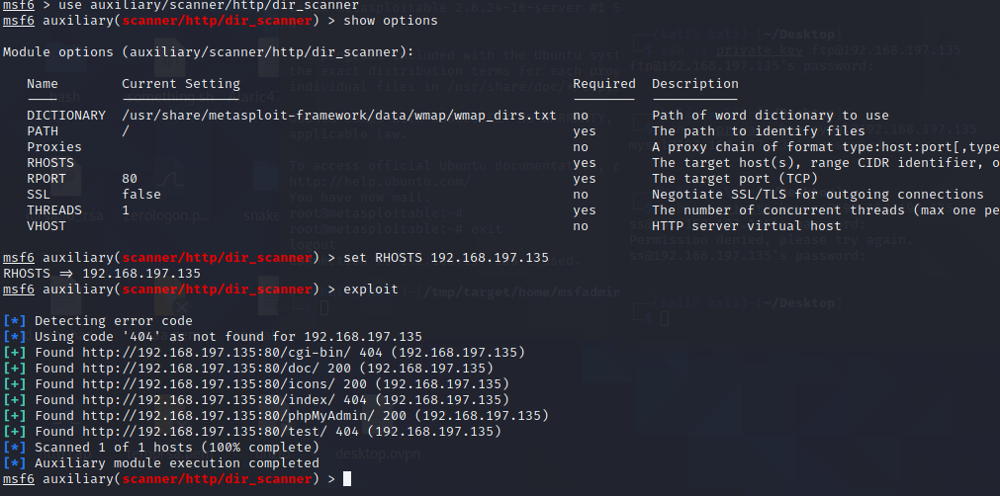 msf6 > use auxiliary/scanner/http/dir_scanner
msf6 auxiliary(scanner/http/dir_scanner) > show options
Module options (auxiliary/scanner/http/dir_scanner):
Name Current Setting Required Description
DICTIONARY /usr/share/metasploit-framework/data/wmap/wmap_dirs.txt no Path of word dictionary to use
PATH / yes The path to identify files
Proxies no A proxy chain of format type:host:port[,type
RHOSTS yes The target host(s), range CIDR identifier, o
RPORT 80 yes The target port (TCP)
SSL false no Negotiate SSL/TLS for outgoing connections
THREADS 1 yes The number of concurrent threads (max one pe
VHOST no HTTP server virtual host
msf6 auxiliary(scanner/http/dir_scanner) > set RHOSTS 192.168.197.135
RHOSTS => 192.168.197.135
msf6 auxiliary(scanner/http/dir_scanner) > exploit
[*] Detecting error code
[*] Using code '404' as not found for 192.168.197.135
[+] Found http://192.168.197.135:80/cgi-bin/ 404 (192.168.197.135)
[+] Found http://192.168.197.135:80/doc/ 200 (192.168.197.135)
[+] Found http://192.168.197.135:80/icons/ 200 (192.168.197.135)
[+] Found http://192.168.197.135:80/index/ 404 (192.168.197.135)
[+] Found http://192.168.197.135:80/phpMyAdmin/ 200 (192.168.197.135)
[+] Found http://192.168.197.135:80/test/ 404 (192.168.197.135)
[*] Scanned 1 of 1 hosts (100% complete)
[*] Auxiliary module execution completed
desktop.ovpn
msf6 auxiliary(scanner/http/dir_scanner) >